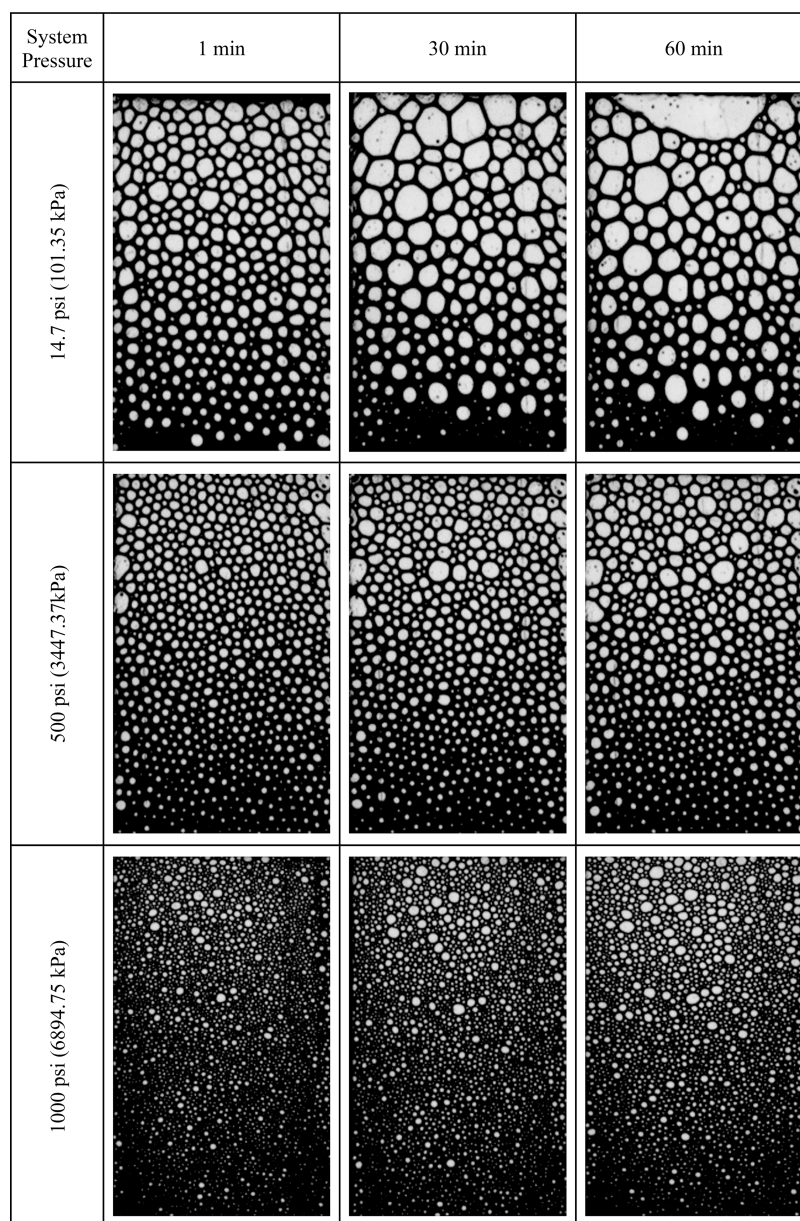 System
Pressure
1 min
30 min
60 min
14.7 psi (101.35 kPa)
500 psi (3447.37kPa)
1000 psi (6894.75 kPa)